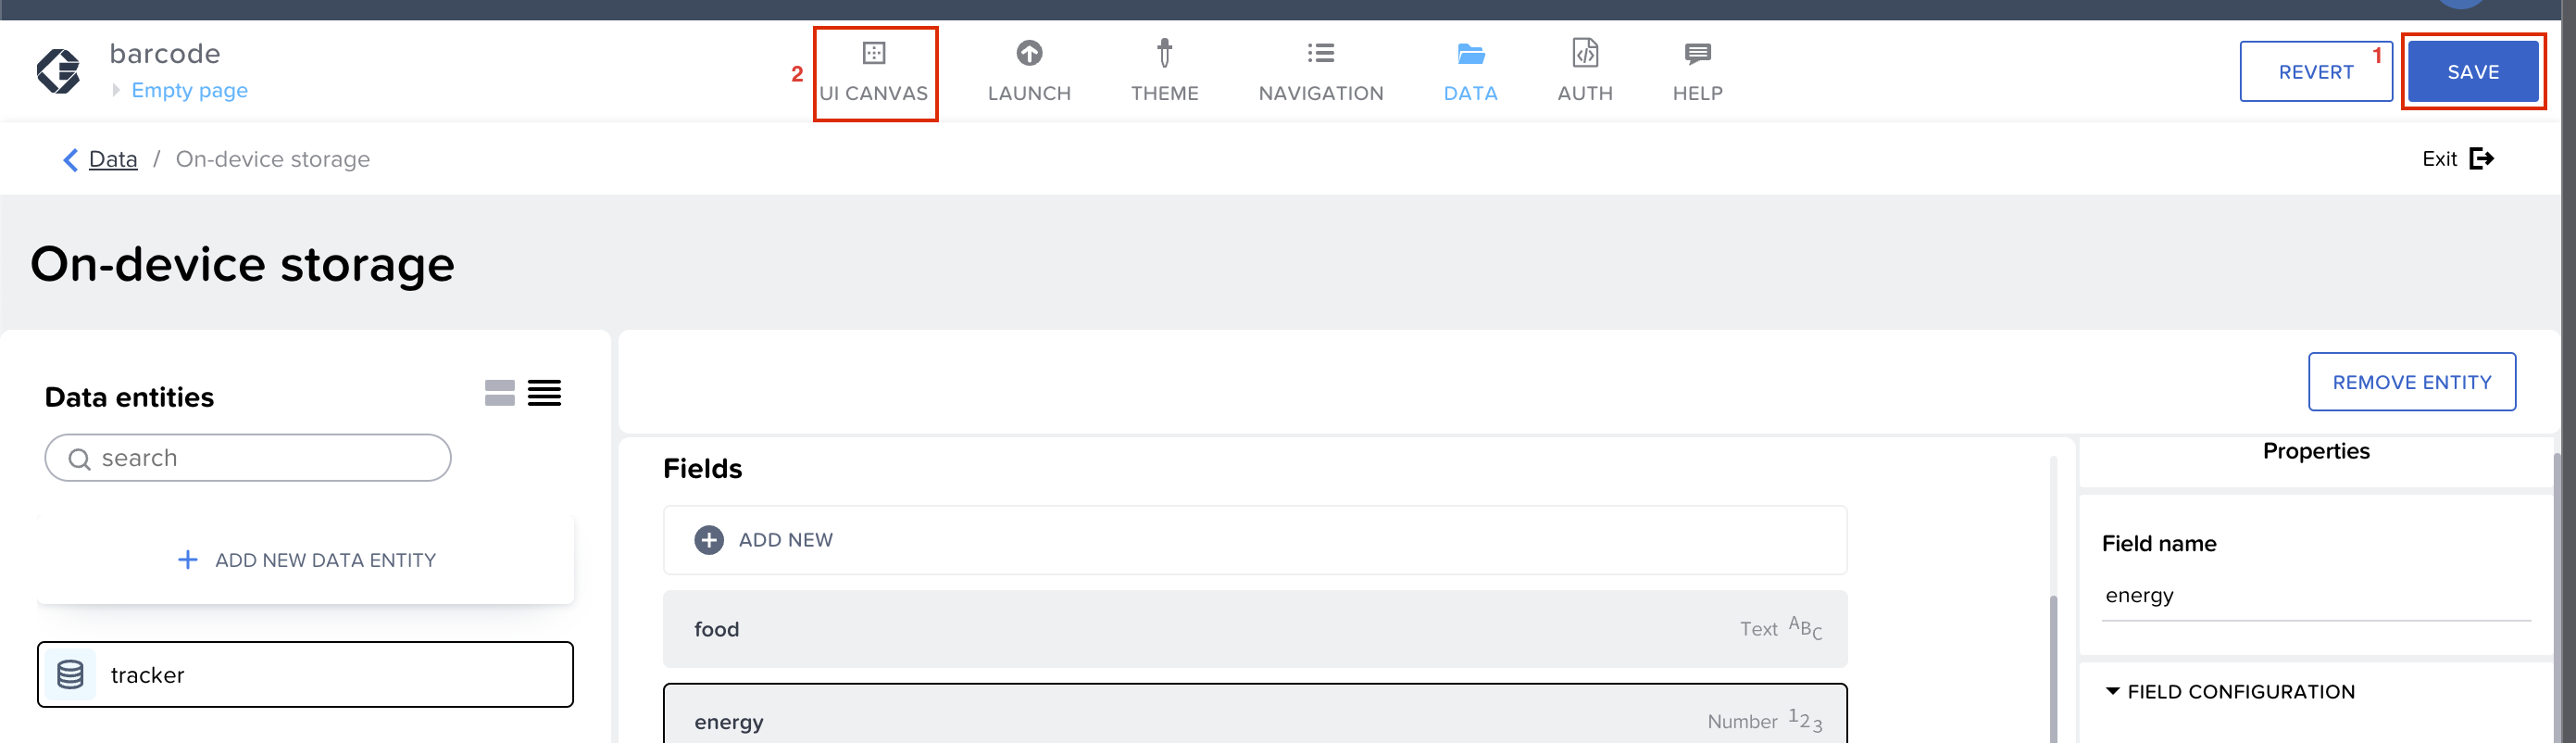 barcode
Empty page
2
UI CANVAS
LAUNCH
THEME
NAVIGATION
DATA
AUTH
HELP
REVERT
1
SAVE
Data / On-device storage
Exit
On-device storage
Data entities
search
+ ADD NEW DATA ENTITY
tracker
REMOVE ENTITY
Fields
ADD NEW
food Text ABC
energy Number 123
Properties
Field name
energy
FIELD CONFIGURATION